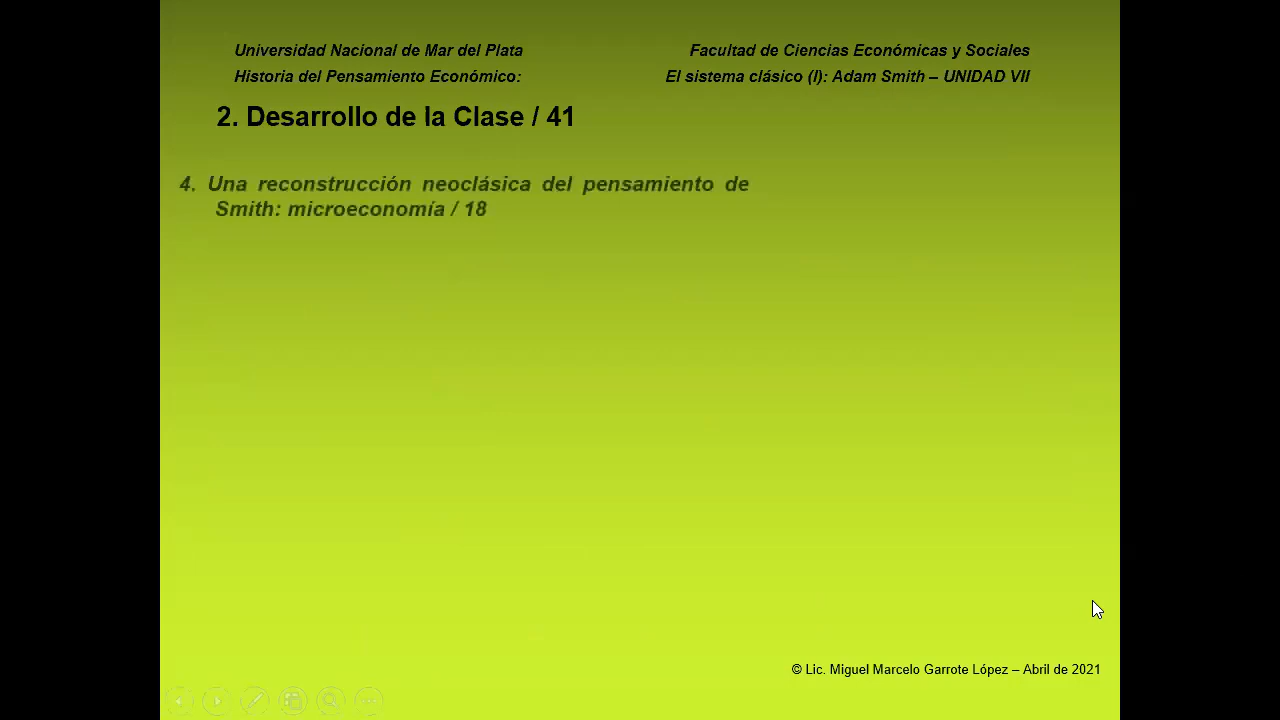 Universidad Nacional de Mar del Plata Facultad de Ciencias Económicas y Sociales
Historia del Pensamiento Económico: El sistema clásico (I): Adam Smith – UNIDAD VII
2. Desarrollo de la Clase / 41
4. Una reconstrucción neoclásica del pensamiento de
Smith: microeconomía / 18
© Lic. Miguel Marcelo Garrote López – Abril de 2021